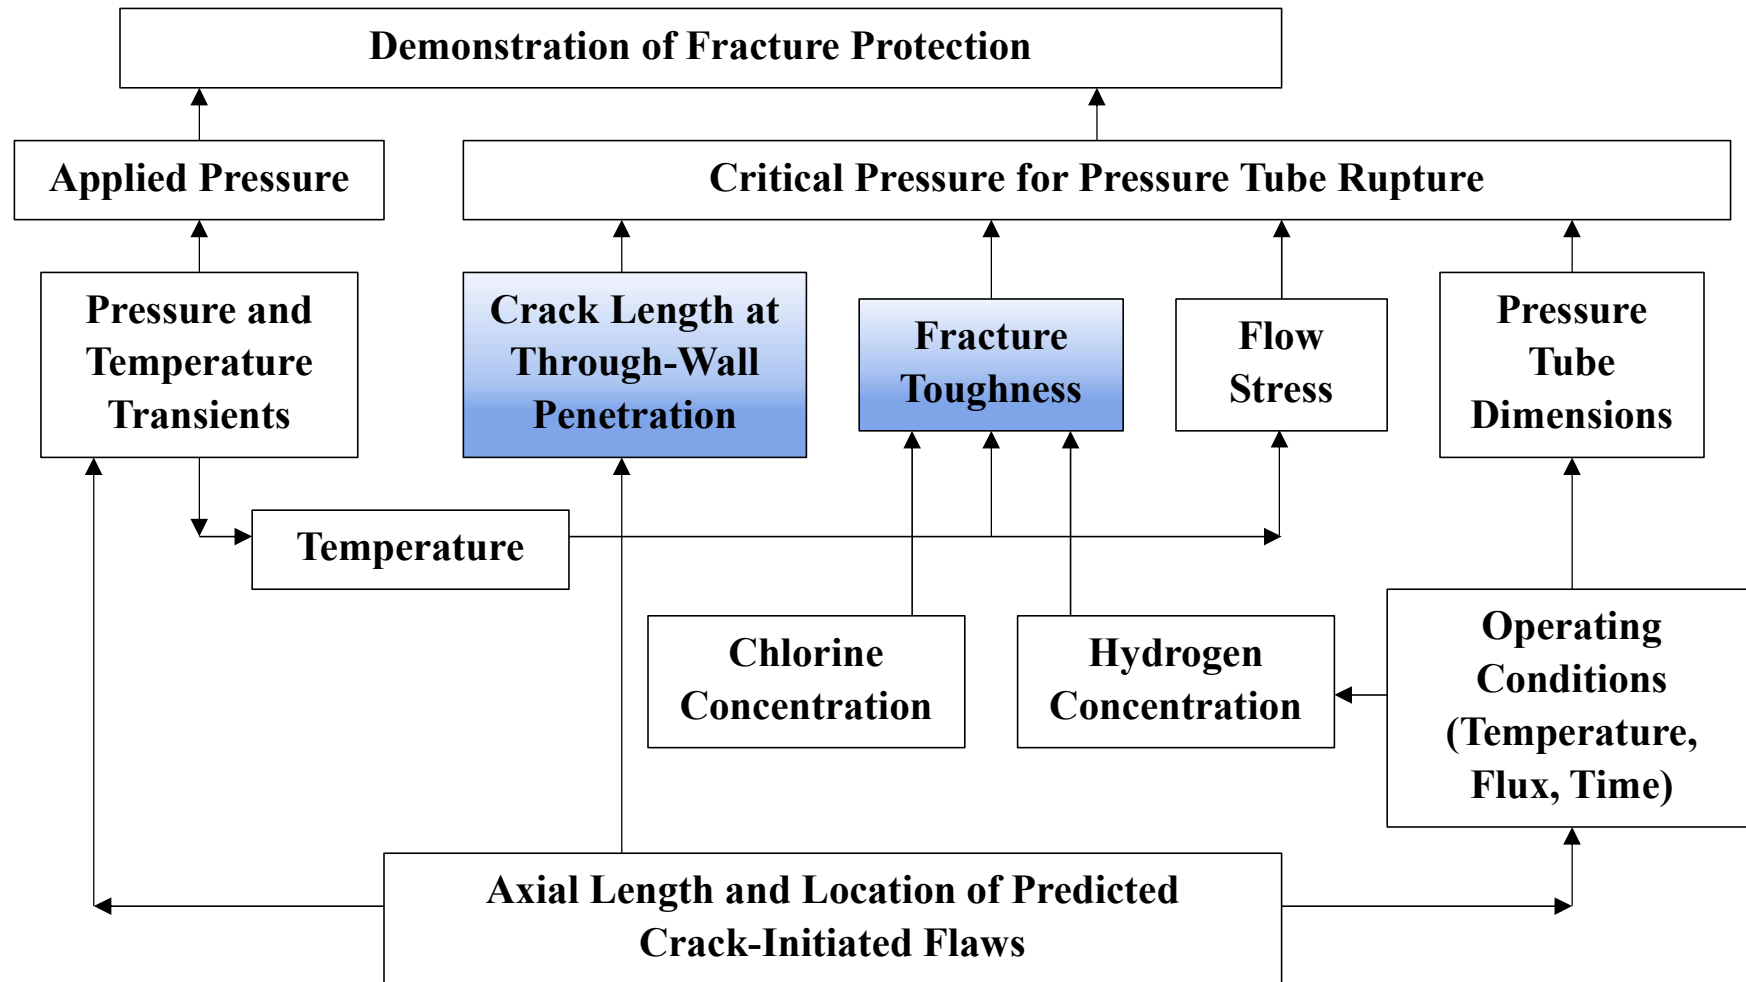 Demonstration of Fracture Protection
Applied Pressure
Critical Pressure for Pressure Tube Rupture
Pressure and
Temperature
Transients
Crack Length at
Through-Wall
Penetration
Fracture
Toughness
Flow
Stress
Pressure
Tube
Dimensions
Temperature
Chlorine
Concentration
Hydrogen
Concentration
Operating
Conditions
(Temperature,
Flux, Time)
Axial Length and Location of Predicted
Crack-Initiated Flaws